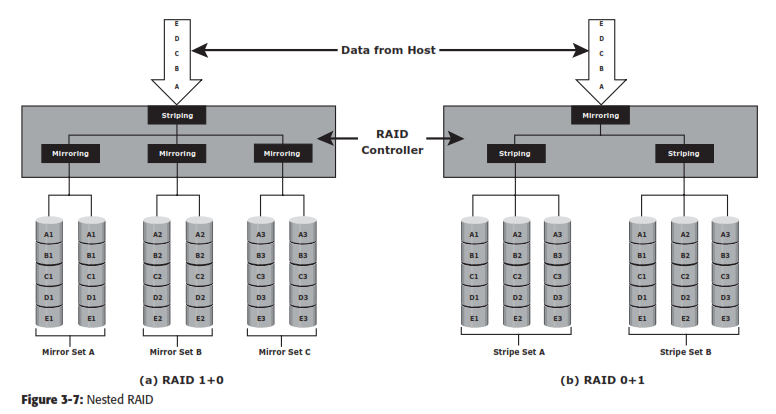 E E
D D
C Data from Host C
B B
A A
Striping Mirroring
RAID
Controller
Mirroring Mirroring Mirroring Striping Striping
A1 A1 A2 A2 A3 A3 A1 A2 A3 A1 A2 A3
B1 B1 B2 B2 B3 B3 B1 B2 B3 B1 B2 B3
C1 C1 C2 C2 C3 C3 C1 C2 C3 C1 C2 C3
D1 D1 D2 D2 D3 D3 D1 D2 D3 D1 D2 D3
E1 E1 E2 E2 E3 E3 E1 E2 E3 E1 E2 E3
Mirror Set A Mirror Set B Mirror Set C Stripe Set A Stripe Set B
(a) RAID 1+0 (b) RAID 0+1
Figure 3-7: Nested RAID